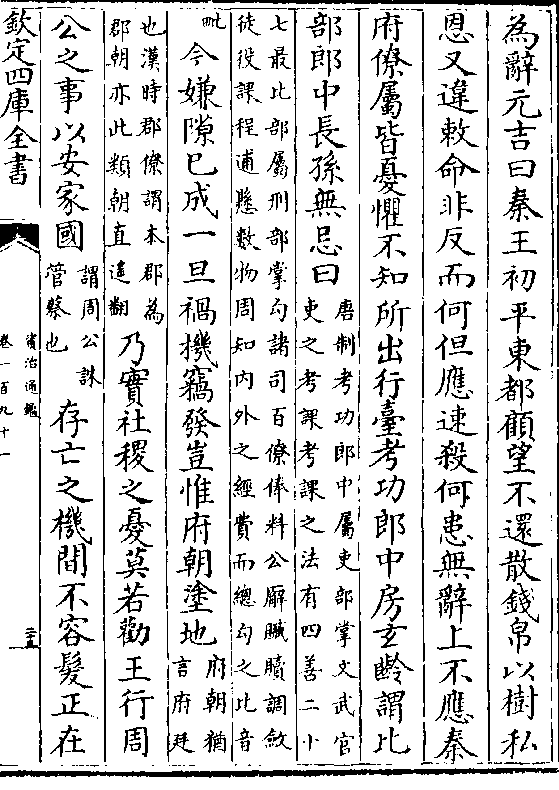 為辭元吉曰秦王初平東都顧望不還散錢帛以樹私
恩又違敕命非反而何但應速殺何患無辭上不應秦
府僚屬皆憂懼不知所出行臺考功郎中房玄齡謂比
部郎中長孫無忌曰
唐制考功郎中屬吏部掌文武官
吏之考課考課之法有四善二十
七最比部屬刑部掌勾諸司百僚俸料公廨贓贖調斂
徒役課程逋懸數物周知内外之經費而總勾之比音
毗
今嫌隙已成一旦禍機竊發豈惟府朝塗地
府朝猶
言府廷
也漢時郡僚謂本郡為
郡朝亦此類朝直遥翻
乃實社稷之憂莫若勸王行周
公之事以安家國
謂周公誅
管蔡也
存亡之機間不容髮正在
欽定四庫全書
資治通鑑
卷一百九十一
二十五